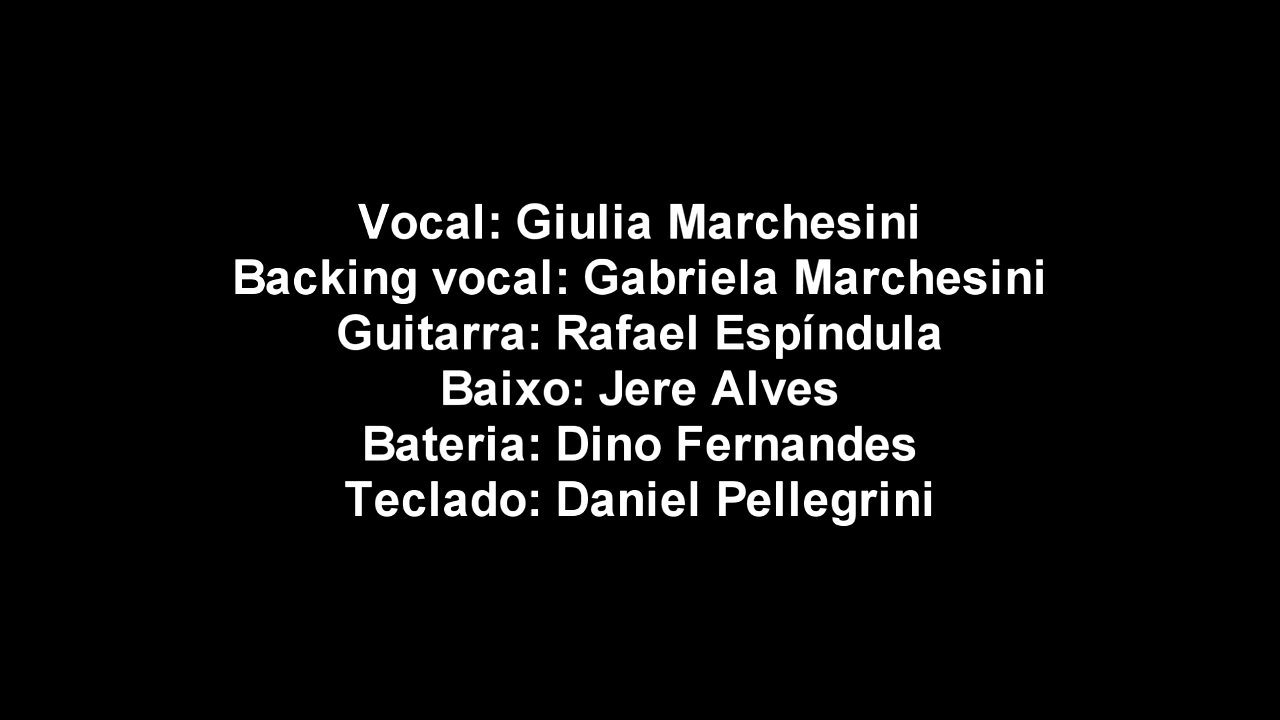 Vocal: Giulia Marchesini
Backing vocal: Gabriela Marchesini
Guitarra: Rafael Espíndula
Baixo: Jere Alves
Bateria: Dino Fernandes
Teclado: Daniel Pellegrini